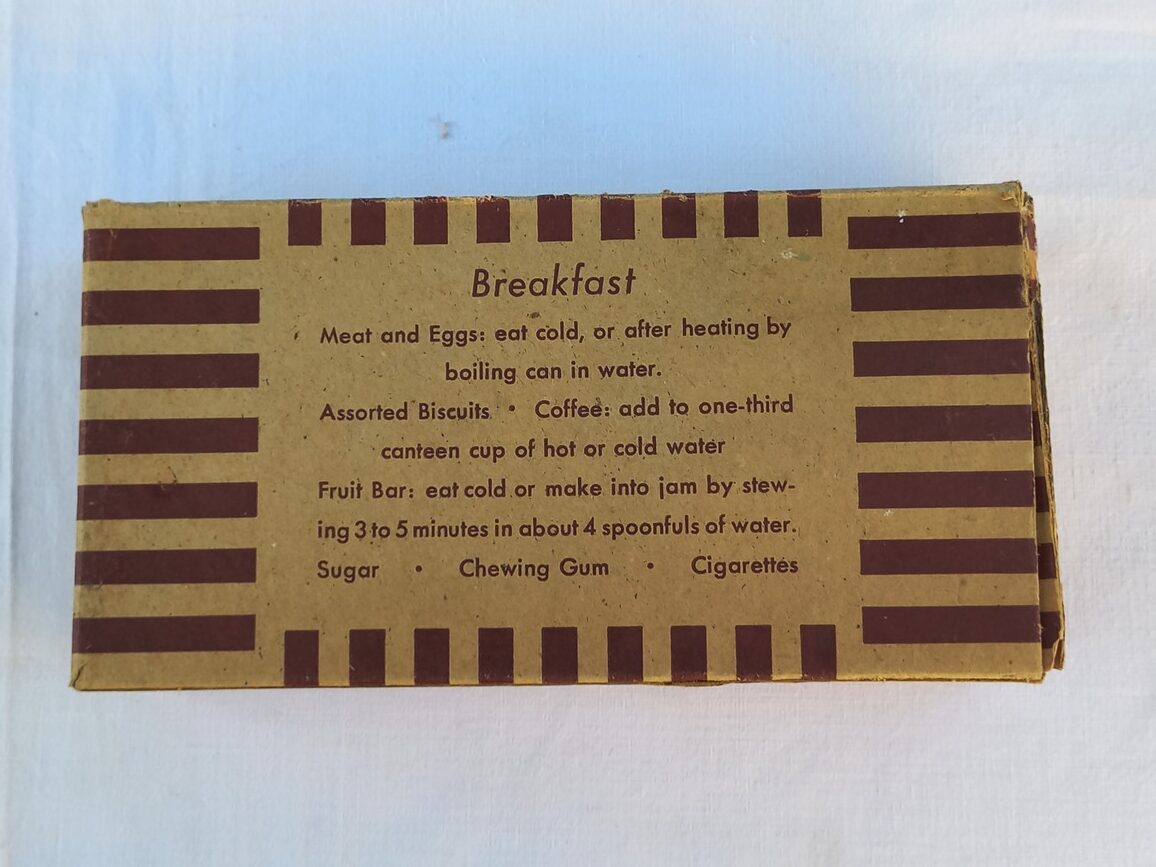 Breakfast
Meat and Eggs: eat cold, or after heating by
boiling can in water.
Assorted Biscuits • Coffee: add to one-third
canteen cup of hot or cold water
Fruit Bar: eat cold or make into jam by stew-
ing 3 to 5 minutes in about 4 spoonfuls of water.
Sugar • Chewing Gum • Cigarettes